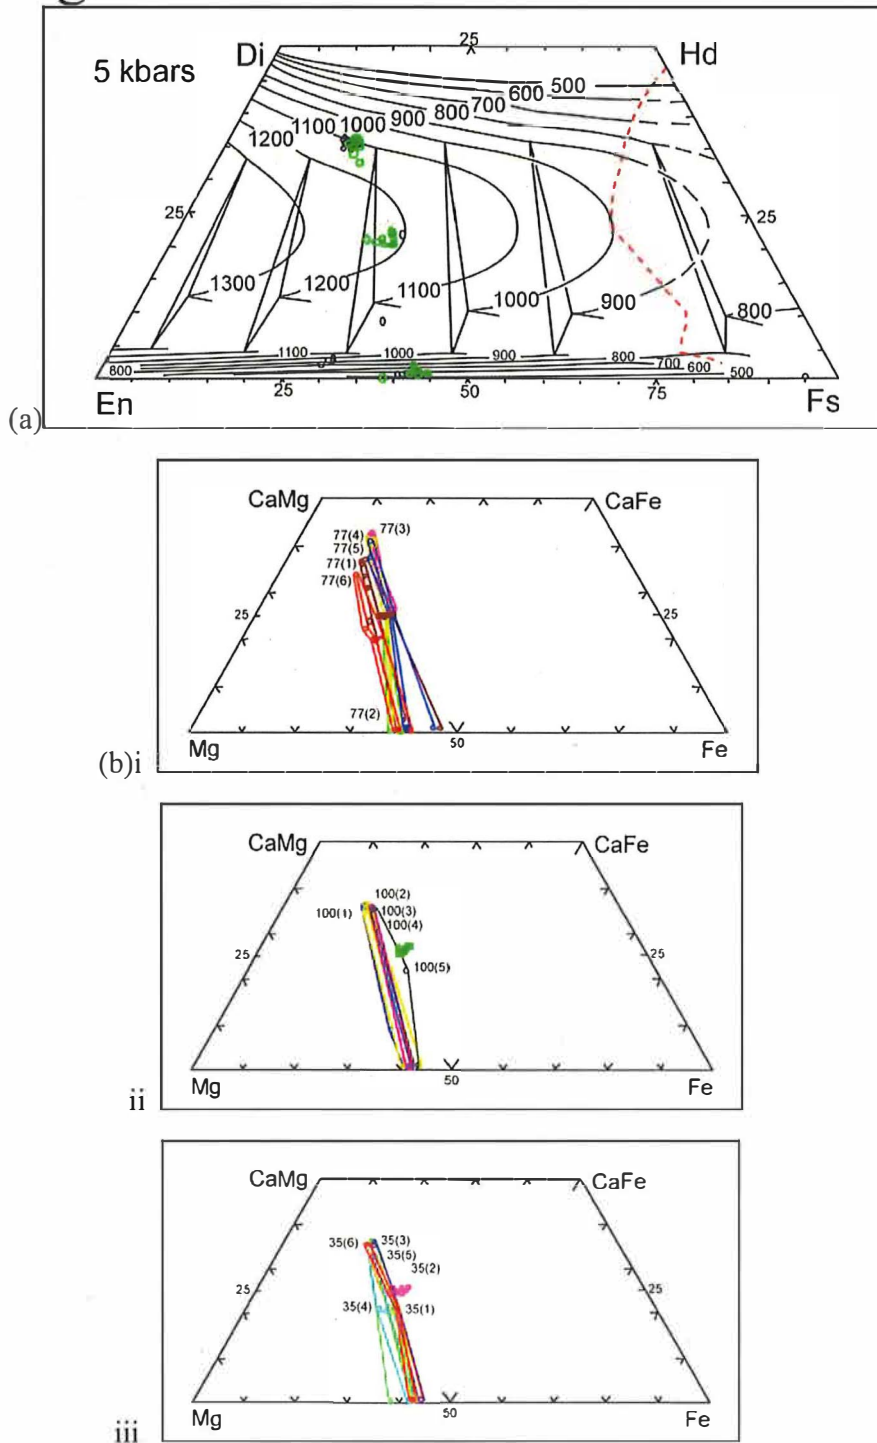 5 kbars
Di
25
Hd
500
600
700
800
900
1000
1100
1200
25
25
1300
1200
1100
1000
900
800
1100
1000
900
800
700
600
500
800
En
25
50
75
Fs
(a)
CaMg
CaFe
77(4)
77(3)
77(5)
77(1)
77(6)
25
25
77(2)
Mg
50
Fe
(b)i
CaMg
CaFe
100(2)
100(1)
100(3)
100(4)
25
25
100(5)
Mg
50
Fe
ii
CaMg
CaFe
35(6)
35(3)
35(5)
35(2)
25
25
35(4)
35(1)
Mg
50
Fe
iii